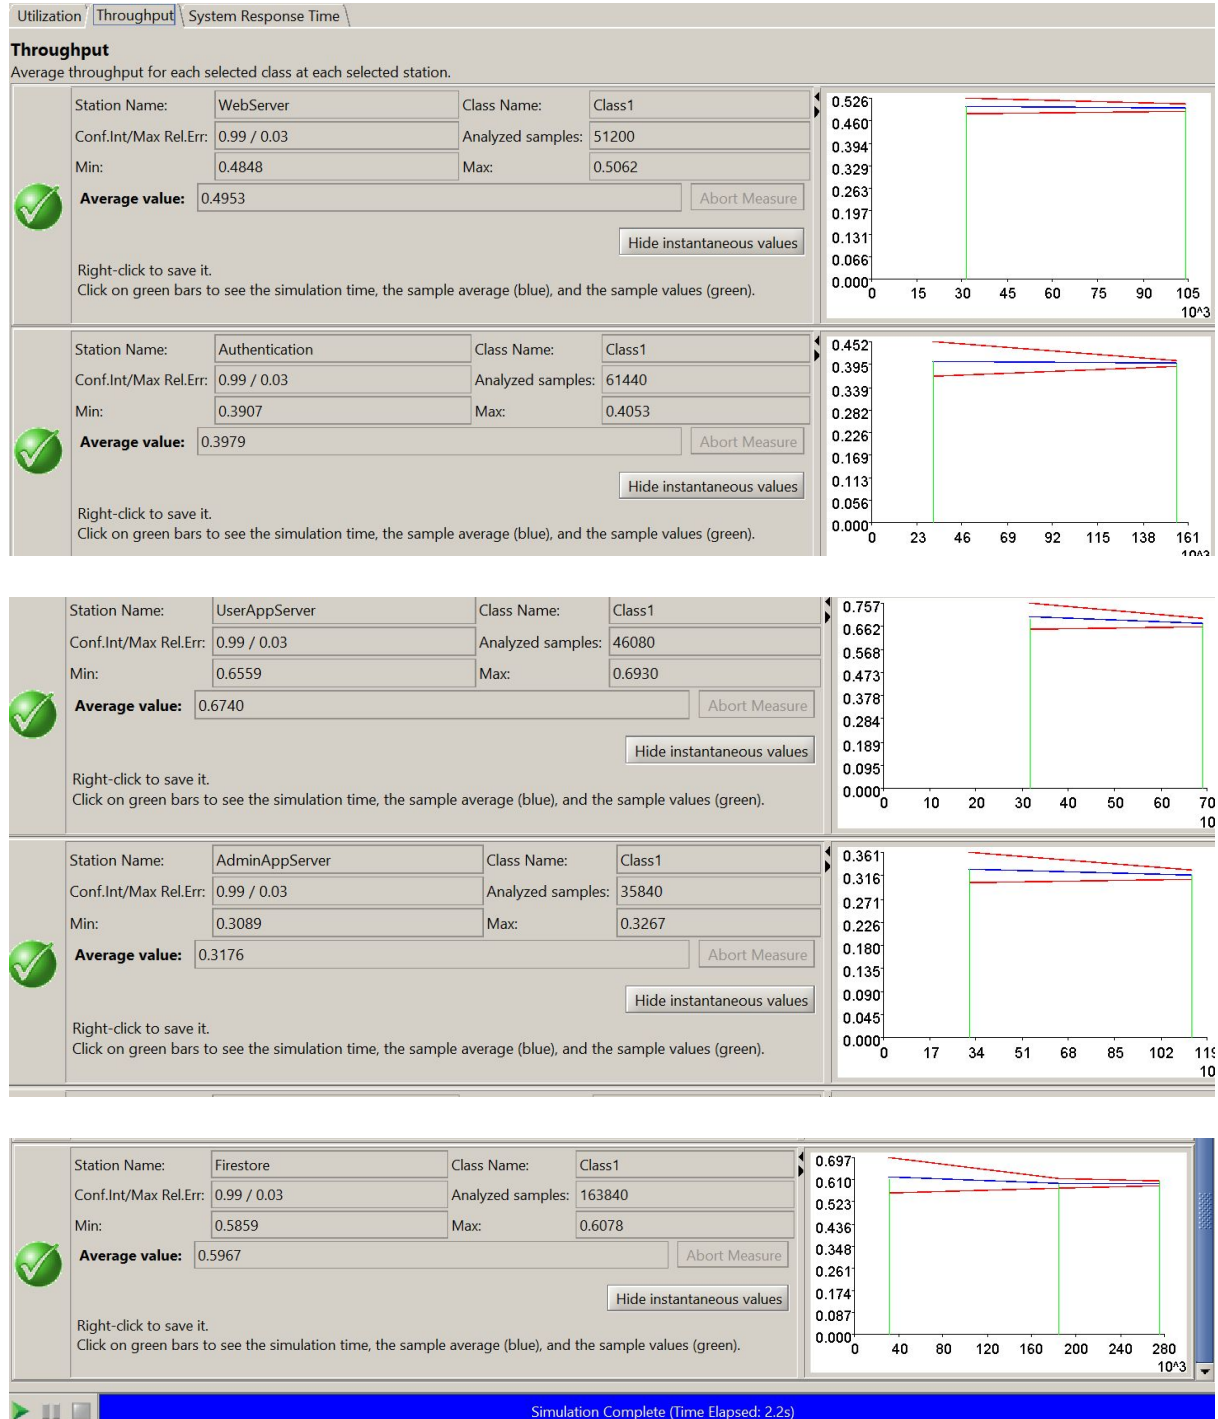 Utilization Throughput System Response Time
Throughput
Average throughput for each selected class at each selected station.
Station Name: WebServer Class Name: Class1
Conf.Int/Max Rel.Err: 0.99 / 0.03 Analyzed samples: 51200
Min: 0.4848 Max: 0.5062
Average value: 0.4953 Abort Measure
Hide instantaneous values
Right-click to save it.
Click on green bars to see the simulation time, the sample average (blue), and the sample values (green).
0.526
0.460
0.394
0.329
0.263
0.197
0.131
0.066
0.000
0 15 30 45 60 75 90 105
10^3
Station Name: Authentication Class Name: Class1
Conf.Int/Max Rel.Err: 0.99 / 0.03 Analyzed samples: 61440
Min: 0.3907 Max: 0.4053
Average value: 0.3979 Abort Measure
Hide instantaneous values
Right-click to save it.
Click on green bars to see the simulation time, the sample average (blue), and the sample values (green).
0.452
0.395
0.339
0.282
0.226
0.169
0.113
0.056
0.000
0 23 46 69 92 115 138 161
10^3
Station Name: UserAppServer Class Name: Class1
Conf.Int/Max Rel.Err: 0.99 / 0.03 Analyzed samples: 46080
Min: 0.6559 Max: 0.6930
Average value: 0.6740 Abort Measure
Hide instantaneous values
Right-click to save it.
Click on green bars to see the simulation time, the sample average (blue), and the sample values (green).
0.757
0.662
0.568
0.473
0.378
0.284
0.189
0.095
0.000
0 10 20 30 40 50 60 70
10
Station Name: AdminAppServer Class Name: Class1
Conf.Int/Max Rel.Err: 0.99 / 0.03 Analyzed samples: 35840
Min: 0.3089 Max: 0.3267
Average value: 0.3176 Abort Measure
Hide instantaneous values
Right-click to save it.
Click on green bars to see the simulation time, the sample average (blue), and the sample values (green).
0.361
0.316
0.271
0.226
0.180
0.135
0.090
0.045
0.000
0 17 34 51 68 85 102 119
10
Station Name: Firestore Class Name: Class1
Conf.Int/Max Rel.Err: 0.99 / 0.03 Analyzed samples: 163840
Min: 0.5859 Max: 0.6078
Average value: 0.5967 Abort Measure
Hide instantaneous values
Right-click to save it.
Click on green bars to see the simulation time, the sample average (blue), and the sample values (green).
0.697
0.610
0.523
0.436
0.348
0.261
0.174
0.087
0.000
0 40 80 120 160 200 240 280
10^3
Simulation Complete (Time Elapsed: 2.2s)